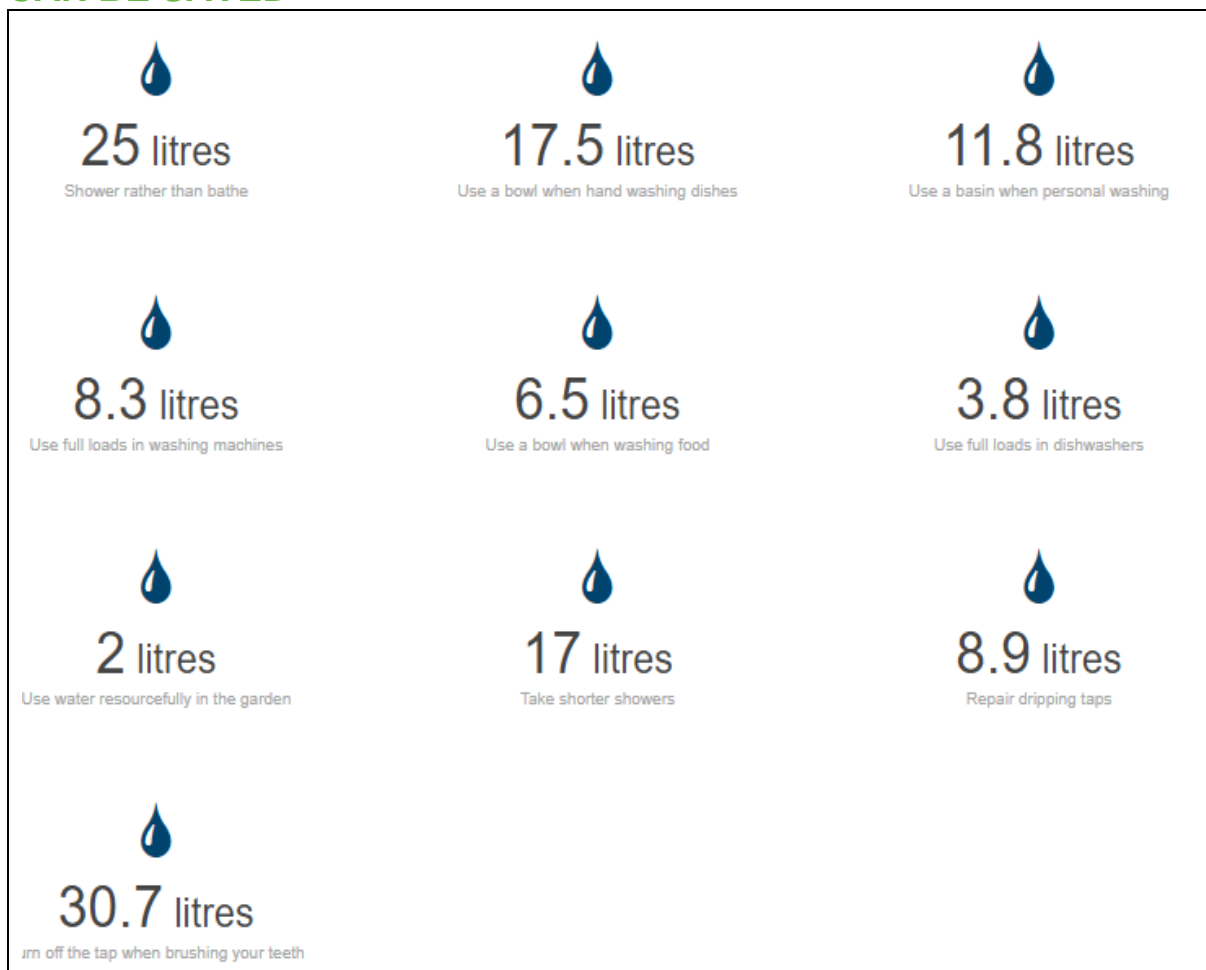 25 litres 17.5 litres 11.8 litres
Shower rather than bathe Use a bowl when hand washing dishes Use a basin when personal washing
8.3 litres 6.5 litres 3.8 litres
Use full loads in washing machines Use a bowl when washing food Use full loads in dishwashers
2 litres 17 litres 8.9 litres
Use water resourcefully in the garden Take shorter showers Repair dripping taps
30.7 litres
off the tap when brushing your teeth